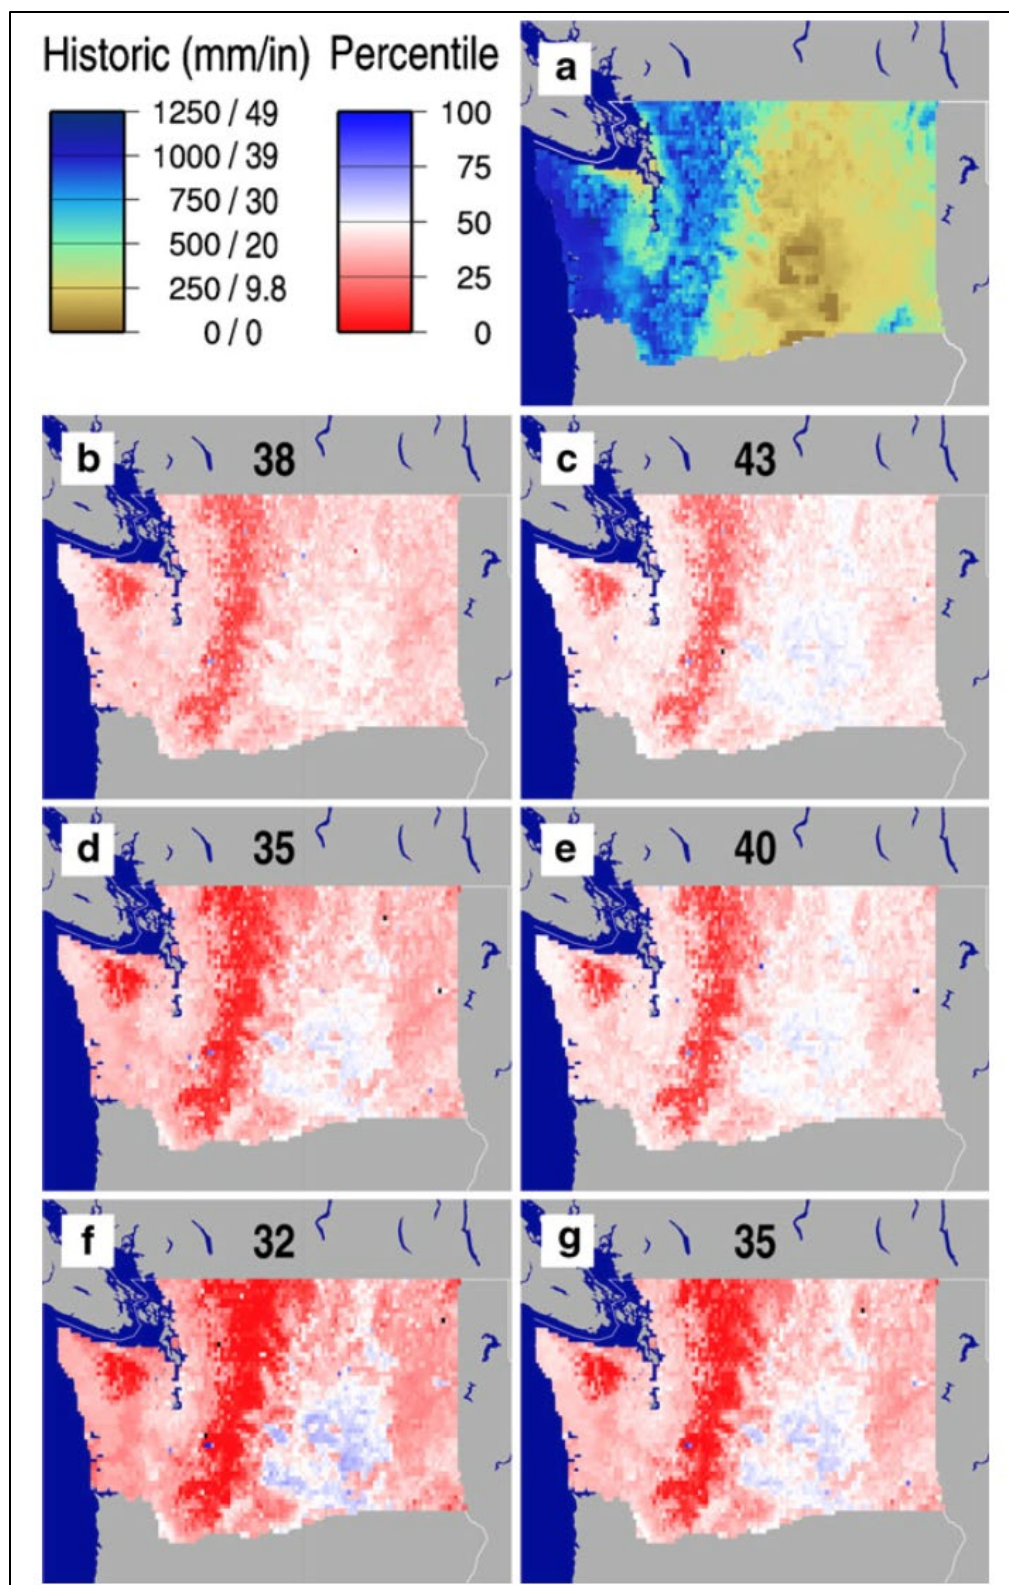 Historic (mm/in) Percentile
1250 / 49
1000 / 39
750 / 30
500 / 20
250 / 9.8
0 / 0
100
75
50
25
0
a
b 38
c 43
d 35
e 40
f 32
g 35